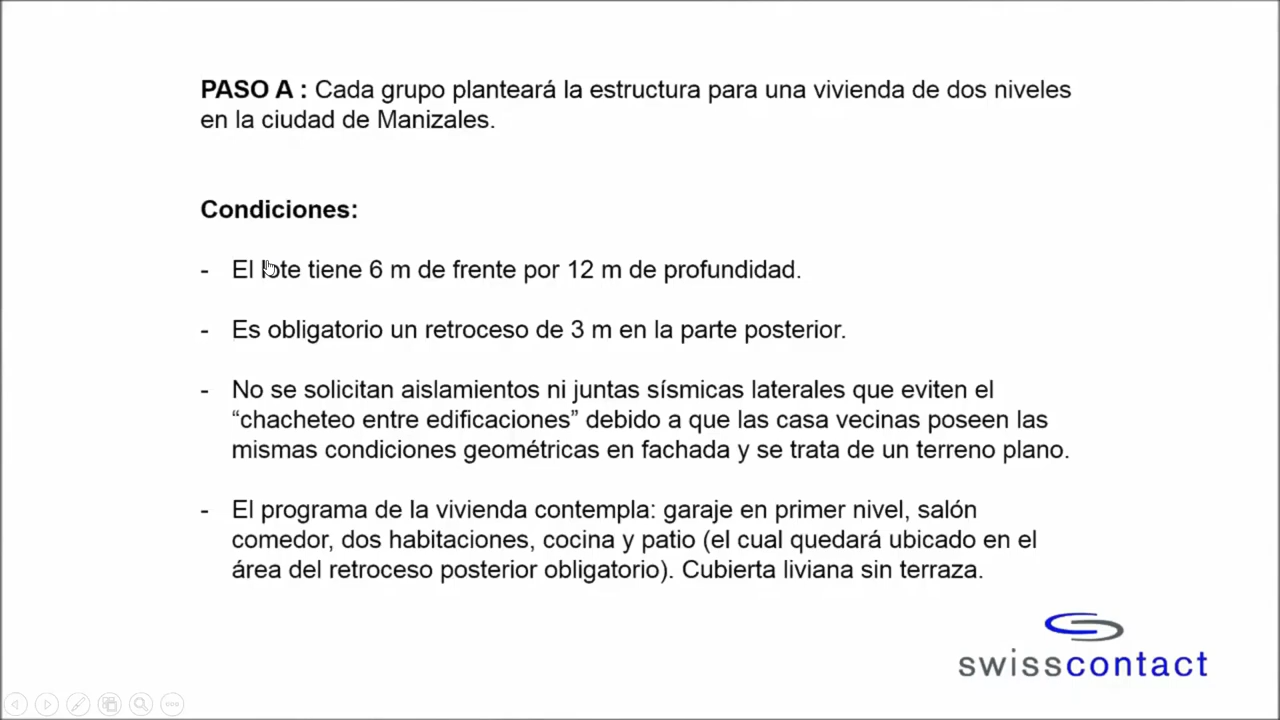 PASO A : Cada grupo planteará la estructura para una vivienda de dos niveles
en la ciudad de Manizales.
Condiciones:
- El lote tiene 6 m de frente por 12 m de profundidad.
- Es obligatorio un retroceso de 3 m en la parte posterior.
- No se solicitan aislamientos ni juntas sísmicas laterales que eviten el
“chacheteo entre edificaciones” debido a que las casa vecinas poseen las
mismas condiciones geométricas en fachada y se trata de un terreno plano.
- El programa de la vivienda contempla: garaje en primer nivel, salón
comedor, dos habitaciones, cocina y patio (el cual quedará ubicado en el
área del retroceso posterior obligatorio). Cubierta liviana sin terraza.
swisscontact